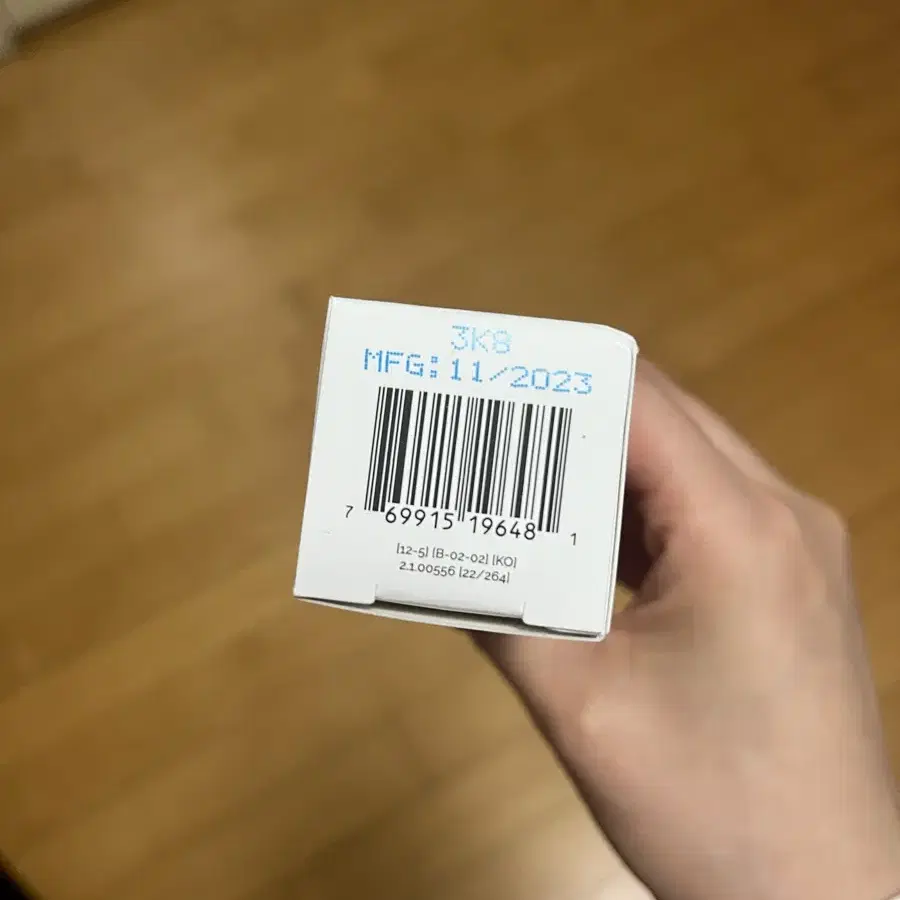 3K8
MFG:11/2023
7 69915 19648 1
[12-5] [B-02-02] [KO]
2.1.00556 [22/264]